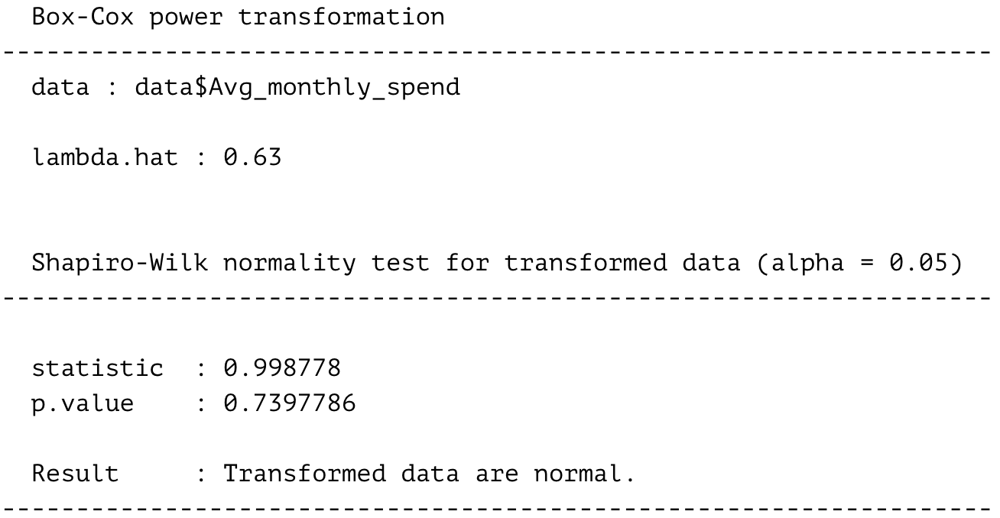 Box-Cox power transformation
-------------------------------------------------------------------
data : data$Avg_monthly_spend
lambda.hat : 0.63
Shapiro-Wilk normality test for transformed data (alpha = 0.05)
-------------------------------------------------------------------
statistic  : 0.998778
p.value    : 0.7397786
Result     : Transformed data are normal.
-------------------------------------------------------------------